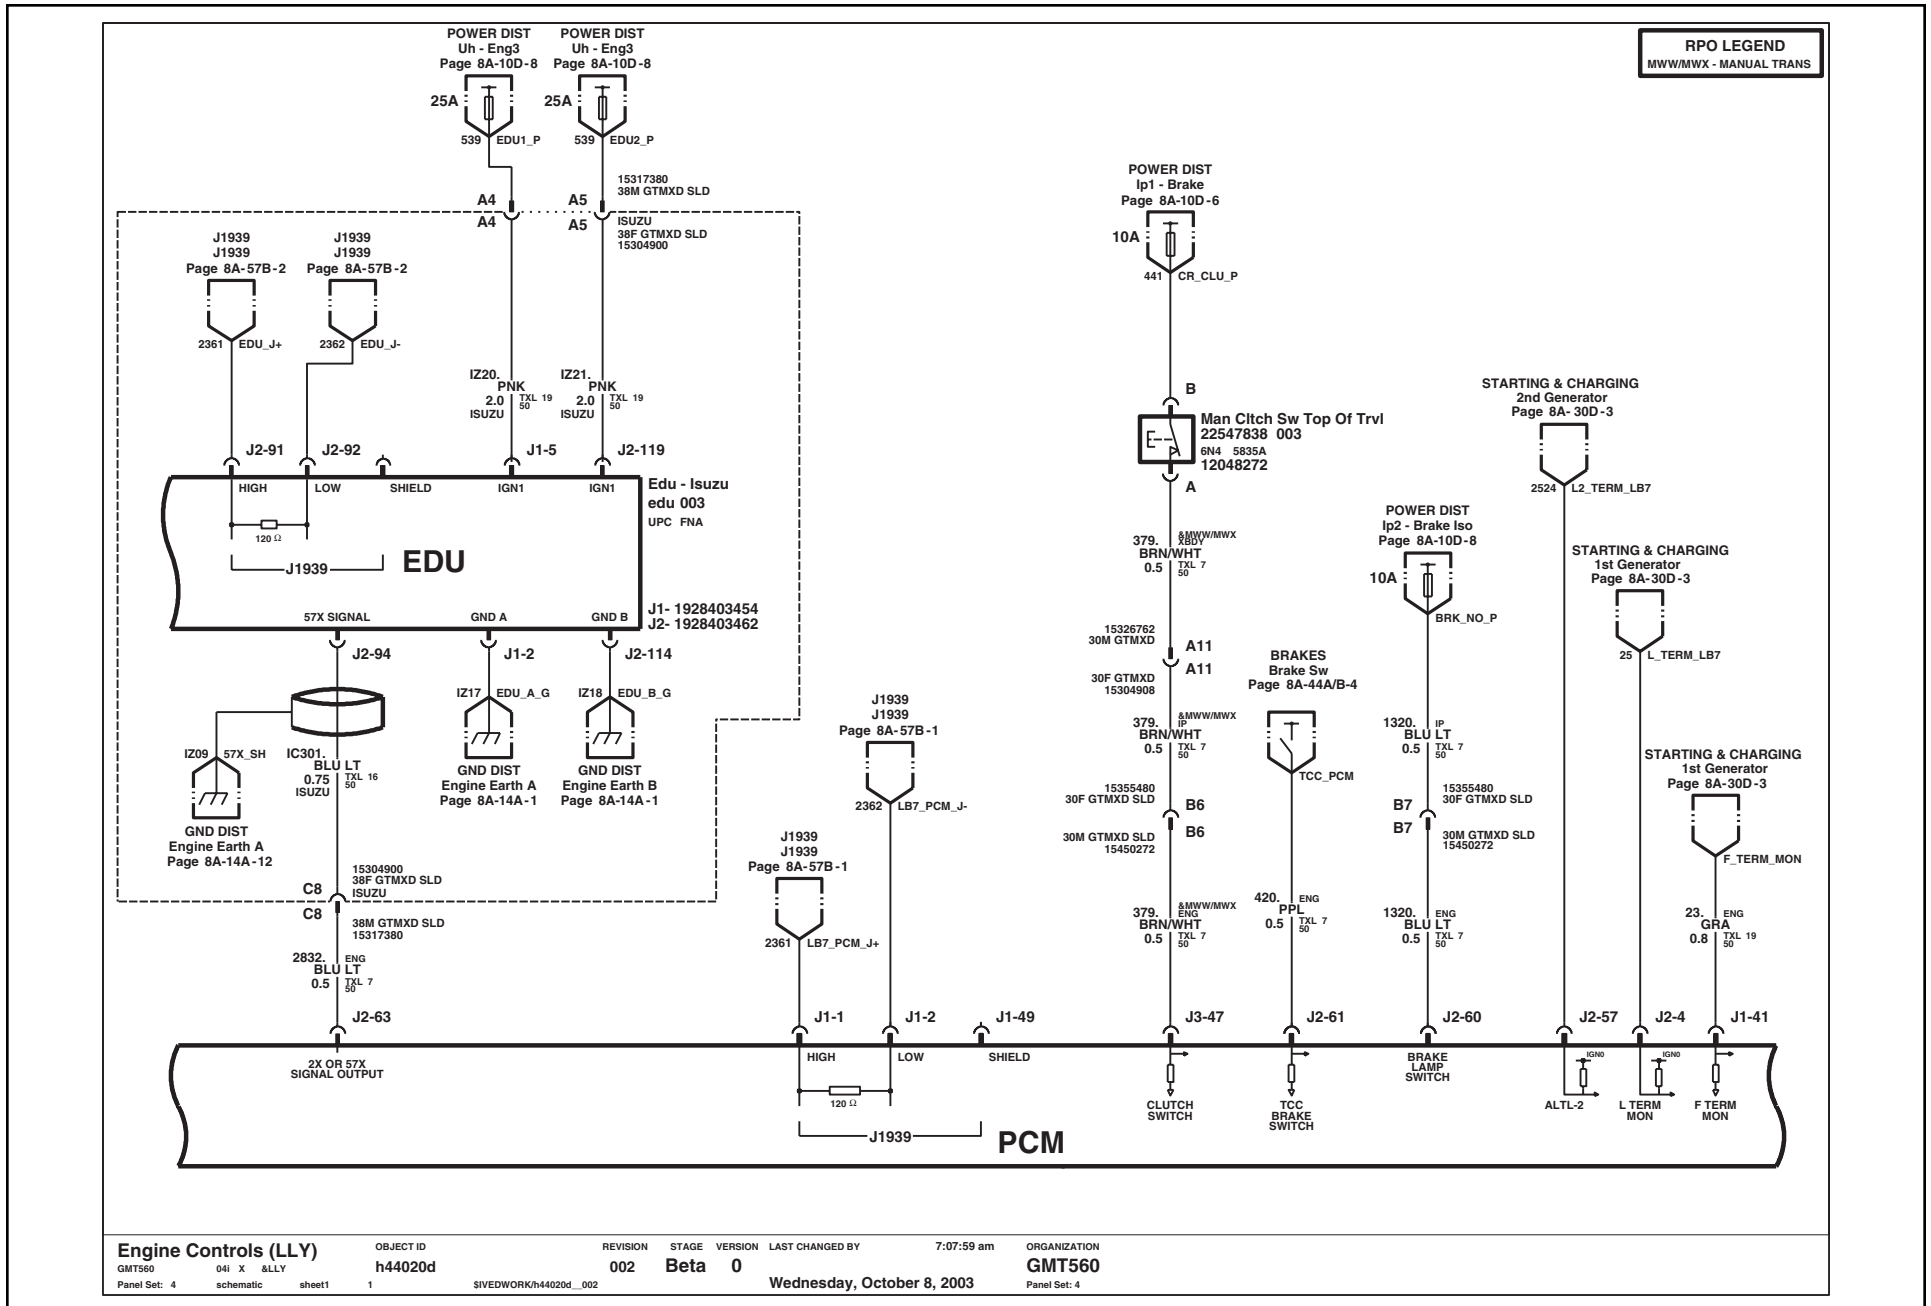 RPO LEGEND
MWW/MWX - MANUAL TRANS
POWER DIST
Uh - Eng3
Page 8A-10D-8
25A
539 EDU1_P
POWER DIST
Uh - Eng3
Page 8A-10D-8
25A
539 EDU2_P
15317380
38M GTMXD SLD
A4
A4
A5
A5
ISUZU
38F GTMXD SLD
15304900
J1939
J1939
Page 8A-57B-2
2361 EDU_J+
J1939
J1939
Page 8A-57B-2
2362 EDU_J-
IZ20.
PNK
2.0 TXL 19
50
ISUZU
IZ21.
PNK
2.0 TXL 19
50
ISUZU
J2-91
J2-92
J1-5
J2-119
HIGH
LOW
SHIELD
IGN1
IGN1
Edu - Isuzu
edu 003
UPC FNA
120 Ω
J1939
EDU
57X SIGNAL
GND A
GND B
J1- 1928403454
J2- 1928403462
J2-94
J1-2
J2-114
IZ17 EDU_A_G
IZ18 EDU_B_G
IZ09 57X_SH
IC301.
BLU LT
0.75 TXL 16
50
ISUZU
GND DIST
Engine Earth A
Page 8A-14A-1
GND DIST
Engine Earth B
Page 8A-14A-1
GND DIST
Engine Earth A
Page 8A-14A-12
15304900
38F GTMXD SLD
ISUZU
C8
C8
38M GTMXD SLD
15317380
2832. ENG
BLU LT
0.5 TXL 7
50
J2-63
2X OR 57X
SIGNAL OUTPUT
J1939
J1939
Page 8A-57B-1
2361 LB7_PCM_J+
J1939
J1939
Page 8A-57B-1
2362 LB7_PCM_J-
J1-1
J1-2
J1-49
HIGH
LOW
SHIELD
120 Ω
J1939
PCM
POWER DIST
Ip1 - Brake
Page 8A-10D-6
10A
441 CR_CLU_P
B
Man Cltch Sw Top Of Trvl
22547838 003
6N4 5835A
12048272
A
&MWW/MWX
379. XBDY
BRN/WHT
0.5 TXL 7
50
15326762
30M GTMXD
A11
A11
30F GTMXD
15304908
&MWW/MWX
379. IP
BRN/WHT
0.5 TXL 7
50
15355480
30F GTMXD SLD
B6
B6
30M GTMXD SLD
15450272
&MWW/MWX
379. ENG
BRN/WHT
0.5 TXL 7
50
J3-47
CLUTCH
SWITCH
BRAKES
Brake Sw
Page 8A-44A/B-4
TCC_PCM
420. ENG
PPL
0.5 TXL 7
50
J2-61
TCC
BRAKE
SWITCH
POWER DIST
Ip2 - Brake Iso
Page 8A-10D-8
10A
BRK_NO_P
1320. IP
BLU LT
0.5 TXL 7
50
B7
B7
15355480
30F GTMXD SLD
30M GTMXD SLD
15450272
1320. ENG
BLU LT
0.5 TXL 7
50
J2-60
BRAKE
LAMP
SWITCH
STARTING & CHARGING
2nd Generator
Page 8A- 30D-3
2524 L2_TERM_LB7
J2-57
IGN0
ALTL-2
STARTING & CHARGING
1st Generator
Page 8A-30D-3
25 L_TERM_LB7
J2-4
IGN0
L TERM
MON
STARTING & CHARGING
1st Generator
Page 8A-30D-3
F_TERM_MON
23. ENG
GRA
0.8 TXL 19
50
J1-41
F TERM
MON
Engine Controls (LLY)
GMT560 04i X &LLY
Panel Set: 4 schematic sheet1 1 $IVEDWORK/h44020d__002
OBJECT ID
h44020d
REVISION
002
STAGE
Beta
VERSION
0
LAST CHANGED BY 7:07:59 am
Wednesday, October 8, 2003
ORGANIZATION
GMT560
Panel Set: 4